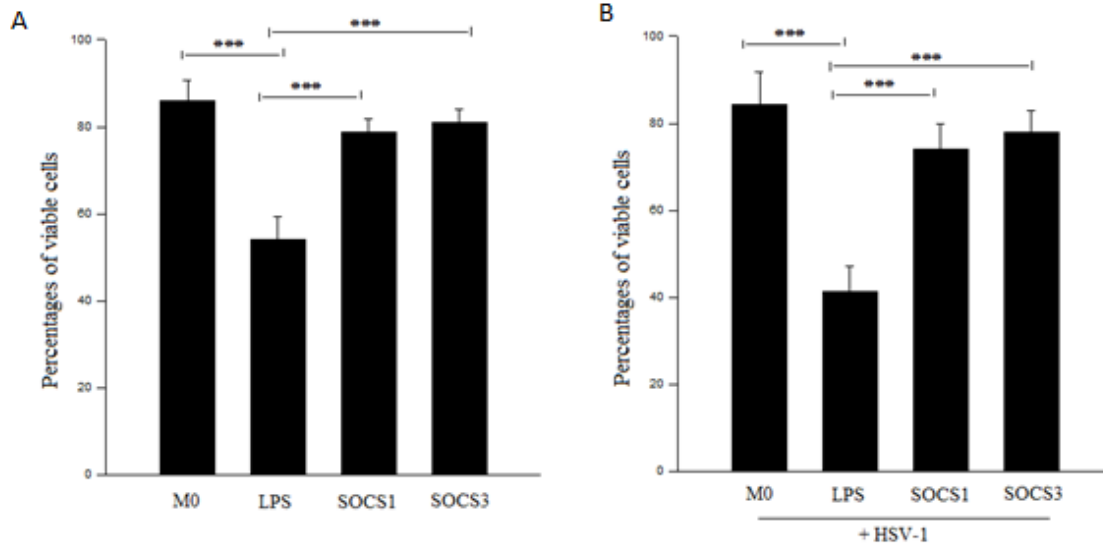 A
***
***
***
100
80
60
40
20
0
Percentages of viable cells
M0 LPS SOCS1 SOCS3
B
***
***
***
100
80
60
40
20
0
Percentages of viable cells
M0 LPS SOCS1 SOCS3
+ HSV-1